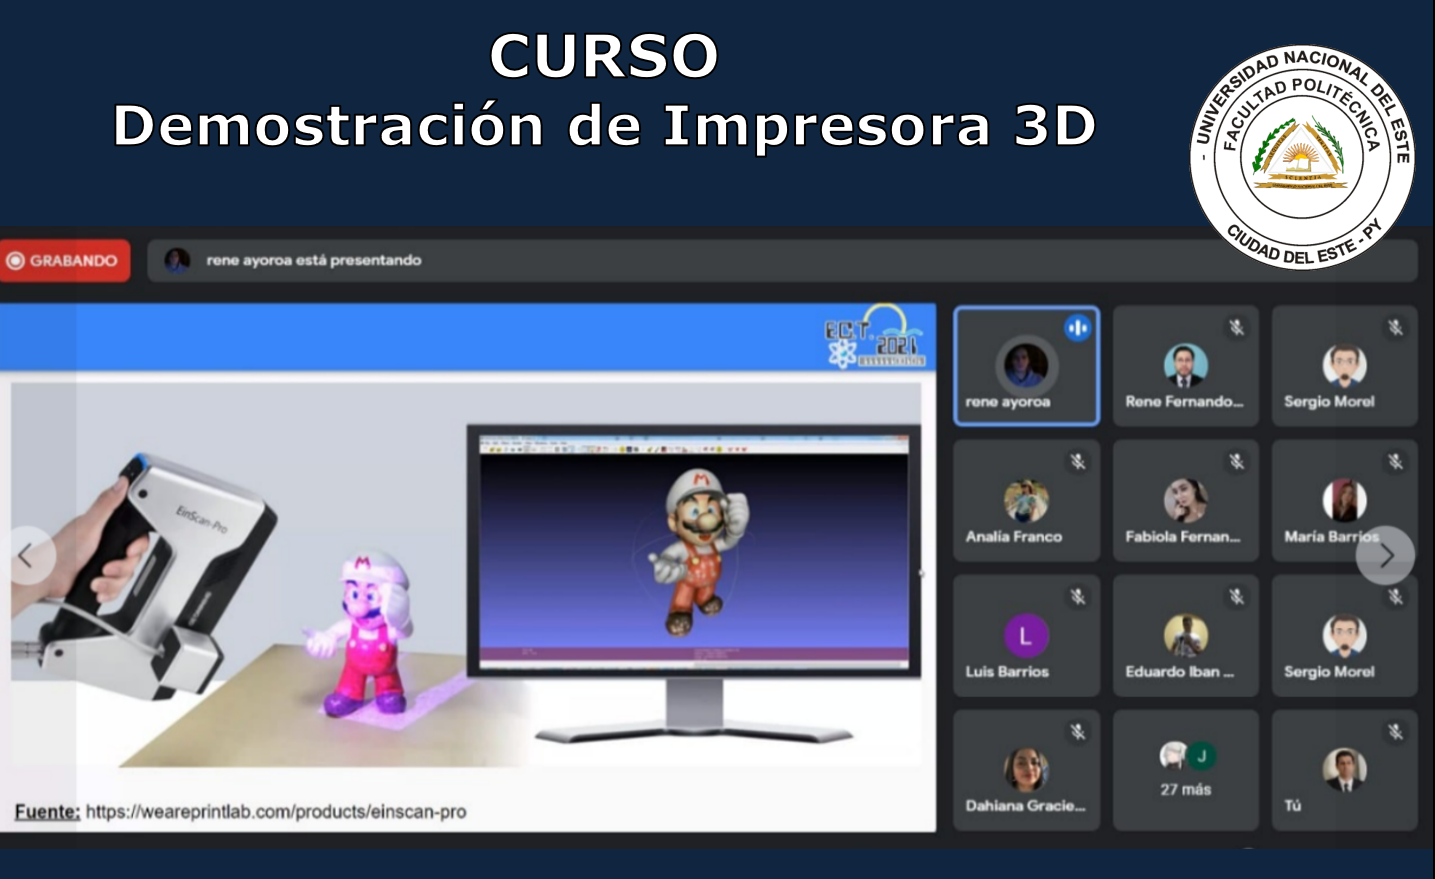 CURSO
Demostración de Impresora 3D
- UNIVERSIDAD NACIONAL DEL ESTE
FACULTAD POLITÉCNICA
CIUDAD DEL ESTE - PY
GRABANDO
rene ayoroa está presentando
E.C.T. 2021
EinScan-Pro
M
M
Fuente: https://weareprintlab.com/products/einscan-pro
rene ayoroa
Rene Fernando...
Sergio Morel
Analía Franco
Fabiola Fernan...
María Barrios
L
Luis Barrios
Eduardo Iban ...
Sergio Morel
Dahiana Gracie...
J
27 más
Tú